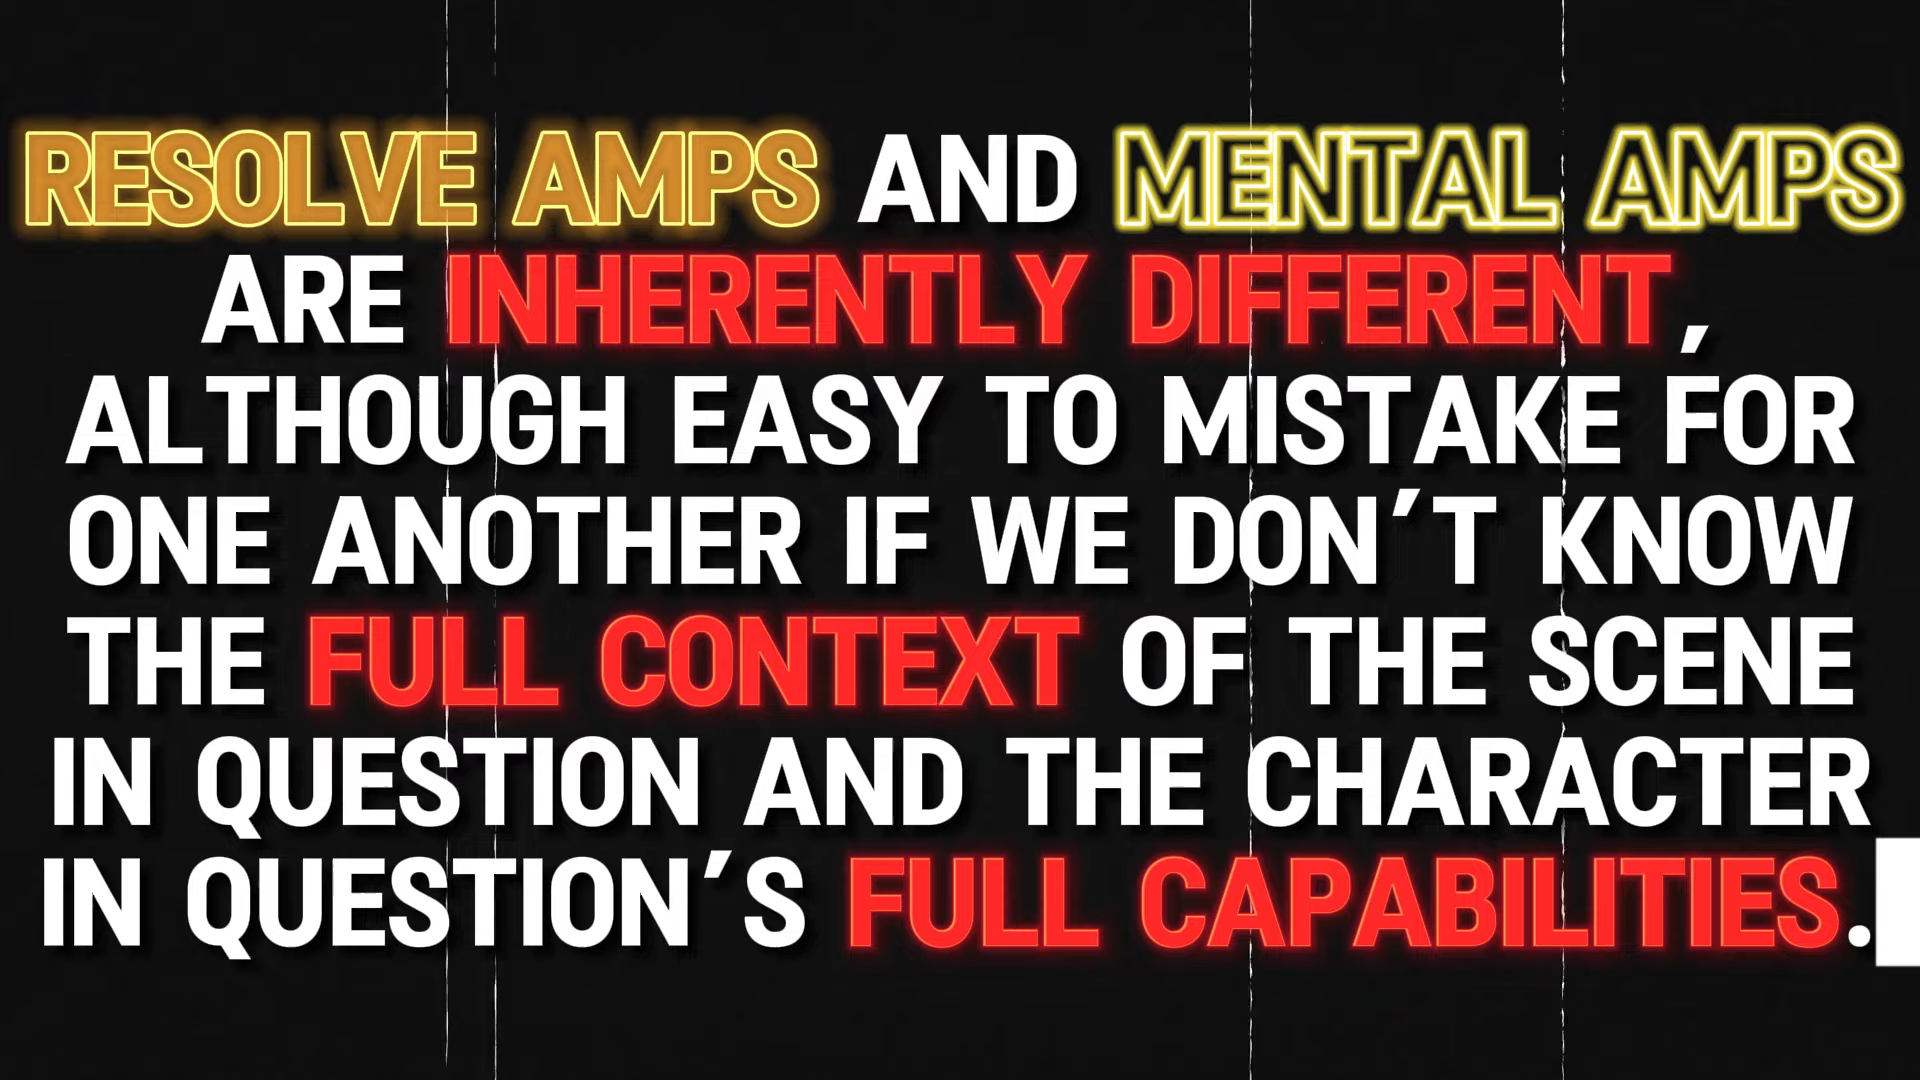 RESOLVE AMPS AND MENTAL AMPS
ARE INHERENTLY DIFFERENT,
ALTHOUGH EASY TO MISTAKE FOR
ONE ANOTHER IF WE DON'T KNOW
THE FULL CONTEXT OF THE SCENE
IN QUESTION AND THE CHARACTER
IN QUESTION'S FULL CAPABILITIES.